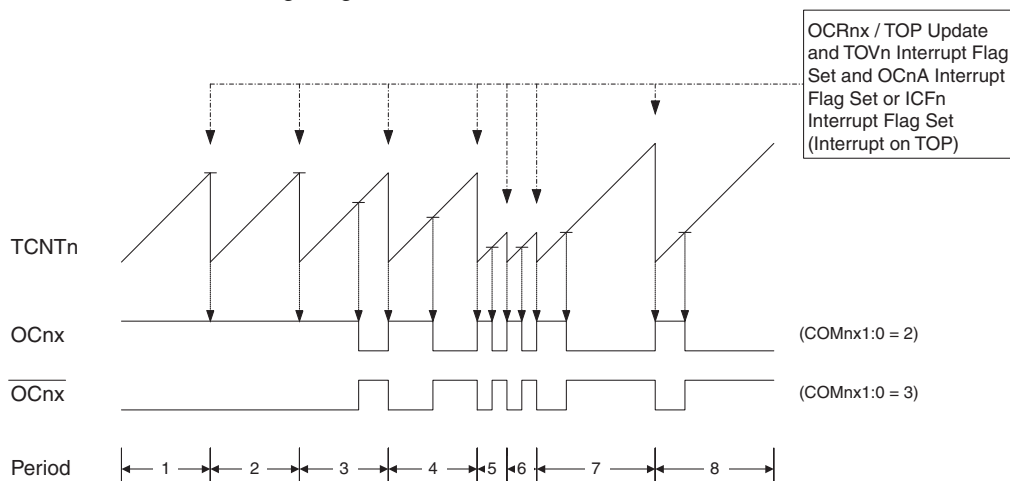 OCRnx / TOP Update
and TOVn Interrupt Flag
Set and OCnA Interrupt
Flag Set or ICFn
Interrupt Flag Set
(Interrupt on TOP)
TCNTn
OCnx (COMnx1:0 = 2)
OCnx (COMnx1:0 = 3)
Period 1 2 3 4 5 6 7 8